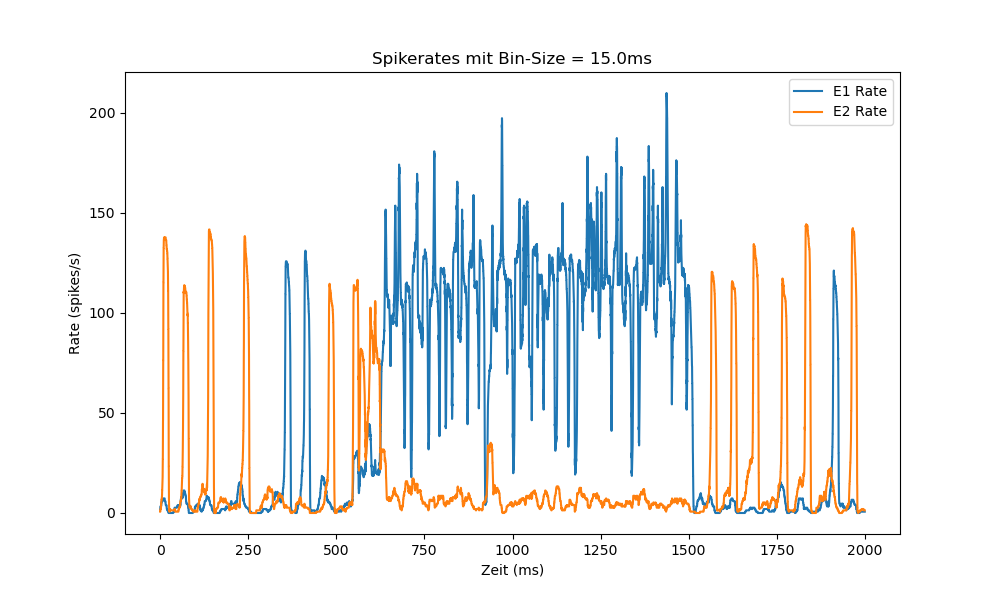 Spikerates mit Bin-Size = 15.0ms
E1 Rate
E2 Rate
Rate (spikes/s)
200
150
100
50
0
0 250 500 750 1000 1250 1500 1750 2000
Zeit (ms)